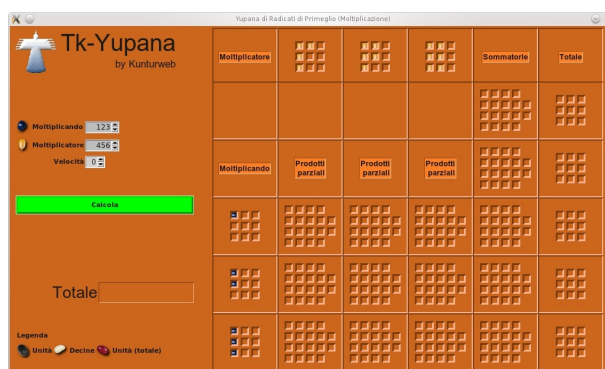 Yupana di Radicati di Primeglio (Moltiplicazione)
Tk-Yupana
by Kunturweb
Moltiplicando 123
Moltiplicatore 456
Velocità 0
Calcola
Totale
Legenda
Unità Decine Unità (totale)
Moltiplicatore Sommatorie Totale
Moltiplicando Prodotti parziali Prodotti parziali Prodotti parziali